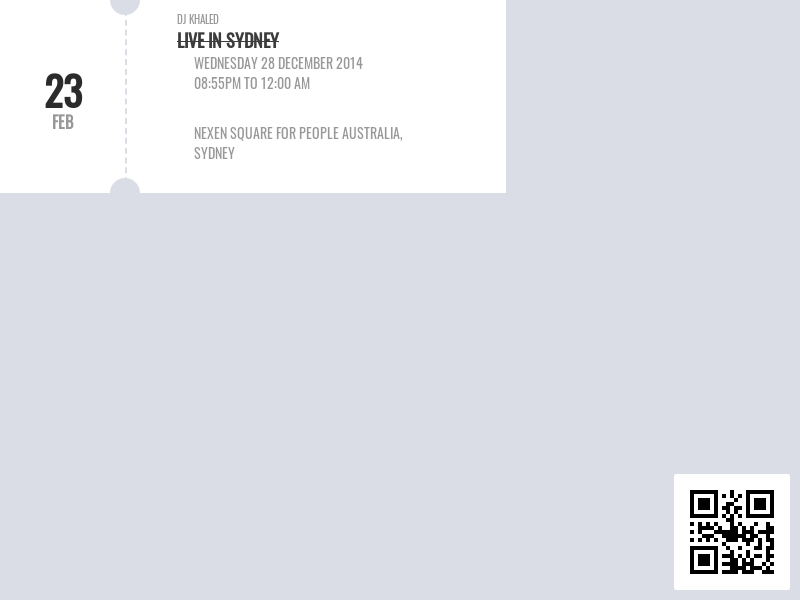 23
FEB
DJ KHALED
LIVE IN SYDNEY
WEDNESDAY 28 DECEMBER 2014
08:55PM TO 12:00 AM
NEXEN SQUARE FOR PEOPLE AUSTRALIA,
SYDNEY